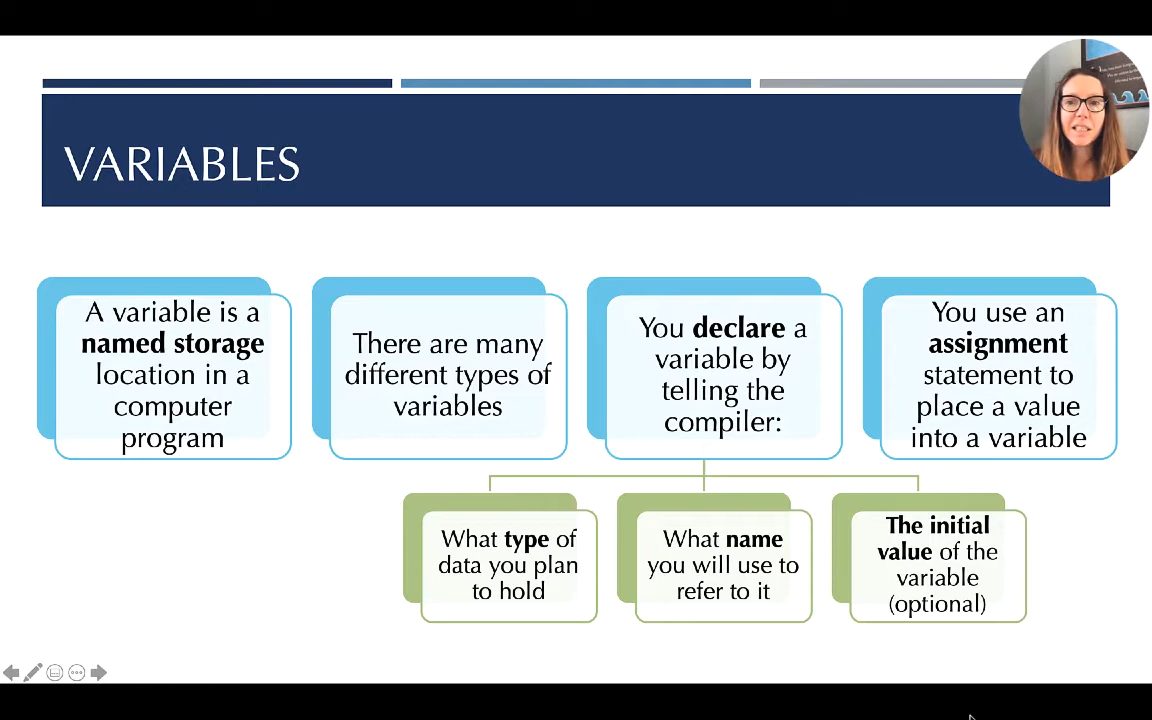 VARIABLES
A variable is a
named storage
location in a
computer
program
There are many
different types of
variables
You declare a
variable by
telling the
compiler:
You use an
assignment
statement to
place a value
into a variable
What type of
data you plan
to hold
What name
you will use to
refer to it
The initial
value of the
variable
(optional)